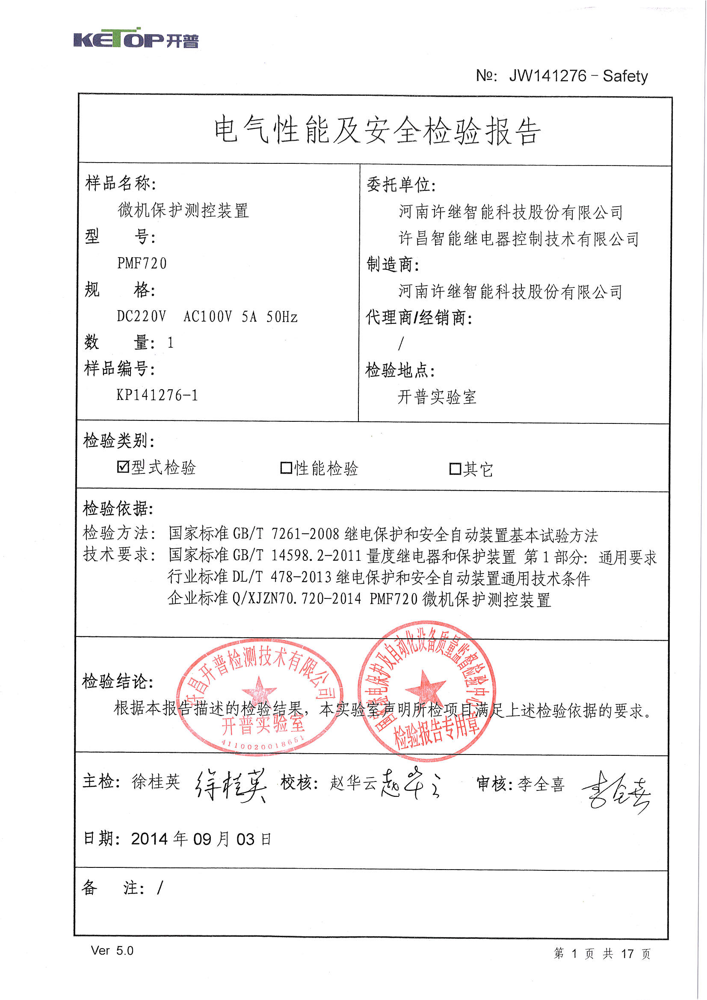 KETOP开普
№: JW141276-Safety
电气性能及安全检验报告
样品名称:
微机保护测控装置
型 号:
PMF720
规 格:
DC220V AC100V 5A 50Hz
数 量: 1
样品编号:
KP141276-1
委托单位:
河南许继智能科技股份有限公司
许昌智能继电器控制技术有限公司
制造商:
河南许继智能科技股份有限公司
代理商/经销商:
/
检验地点:
开普实验室
检验类别:
☑型式检验 □性能检验 □其它
检验依据:
检验方法: 国家标准 GB/T 7261-2008 继电保护和安全自动装置基本试验方法
技术要求: 国家标准 GB/T 14598.2-2011 量度继电器和保护装置 第 1 部分: 通用要求
行业标准 DL/T 478-2013 继电保护和安全自动装置通用技术条件
企业标准 Q/XJZN70.720-2014 PMF720 微机保护测控装置
检验结论:
根据本报告描述的检验结果，本实验室声明所检项目满足上述检验依据的要求。
许昌开普检测技术有限公司
开普实验室
4110020018651
国家继电保护及自动化设备质量监督检验中心
检验报告专用章
主检: 徐桂英 徐桂英 校核: 赵华云 赵华云 审核: 李全喜 李全喜
日期: 2014 年 09 月 03 日
备 注: /
Ver 5.0
第 1 页 共 17 页